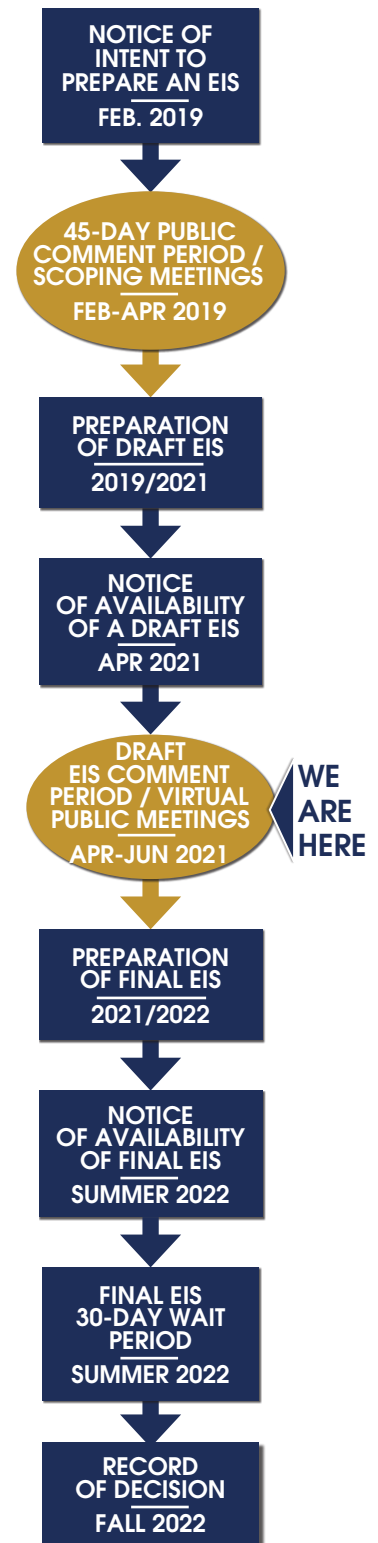 NOTICE OF
INTENT TO
PREPARE AN EIS
FEB. 2019
45-DAY PUBLIC
COMMENT PERIOD /
SCOPING MEETINGS
FEB-APR 2019
PREPARATION
OF DRAFT EIS
2019/2021
NOTICE
OF AVAILABILITY
OF A DRAFT EIS
APR 2021
DRAFT
EIS COMMENT
PERIOD / VIRTUAL
PUBLIC MEETINGS
APR-JUN 2021
WE
ARE
HERE
PREPARATION
OF FINAL EIS
2021/2022
NOTICE
OF AVAILABILITY
OF FINAL EIS
SUMMER 2022
FINAL EIS
30-DAY WAIT
PERIOD
SUMMER 2022
RECORD
OF DECISION
FALL 2022